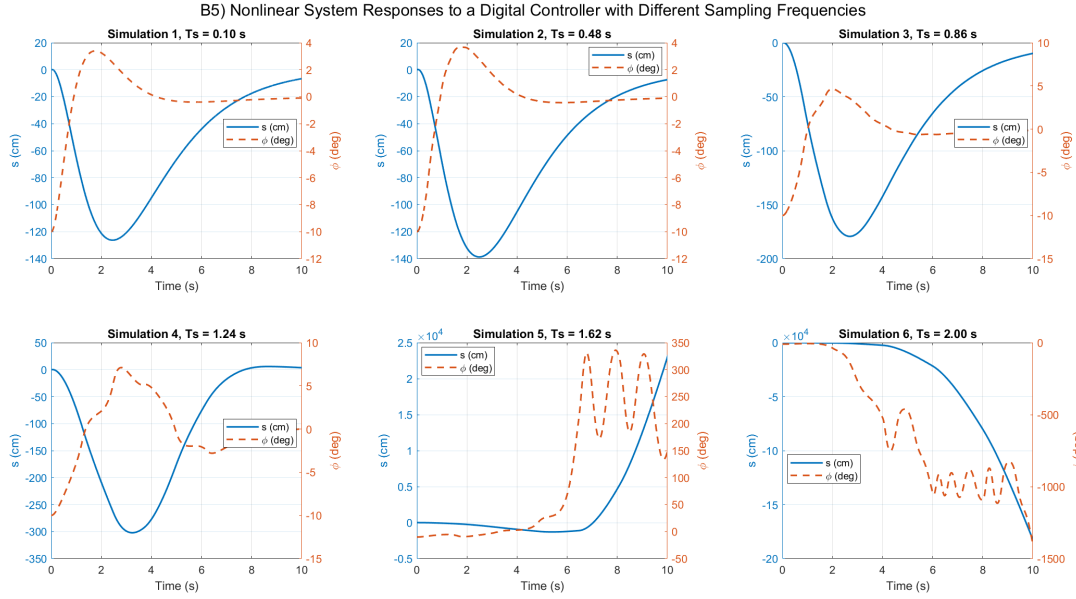 B5) Nonlinear System Responses to a Digital Controller with Different Sampling Frequencies
Simulation 1, Ts = 0.10 s
20
0
-20
-40
-60
-80
-100
-120
-140
s (cm)
4
2
0
-2
-4
-6
-8
-10
-12
ϕ (deg)
s (cm)
ϕ (deg)
0 2 4 6 8 10
Time (s)
Simulation 2, Ts = 0.48 s
20
0
-20
-40
-60
-80
-100
-120
-140
s (cm)
4
2
0
-2
-4
-6
-8
-10
-12
ϕ (deg)
s (cm)
ϕ (deg)
0 2 4 6 8 10
Time (s)
Simulation 3, Ts = 0.86 s
0
-50
-100
-150
-200
s (cm)
10
5
0
-5
-10
-15
ϕ (deg)
s (cm)
ϕ (deg)
0 2 4 6 8 10
Time (s)
Simulation 4, Ts = 1.24 s
50
0
-50
-100
-150
-200
-250
-300
-350
s (cm)
10
5
0
-5
-10
-15
ϕ (deg)
s (cm)
ϕ (deg)
0 2 4 6 8 10
Time (s)
Simulation 5, Ts = 1.62 s
×10⁴
2.5
2
1.5
1
0.5
0
-0.5
s (cm)
350
300
250
200
150
100
50
0
-50
ϕ (deg)
s (cm)
ϕ (deg)
0 2 4 6 8 10
Time (s)
Simulation 6, Ts = 2.00 s
×10⁴
0
-5
-10
-15
-20
s (cm)
0
-500
-1000
-1500
s (cm)
ϕ (deg)
0 2 4 6 8 10
Time (s)